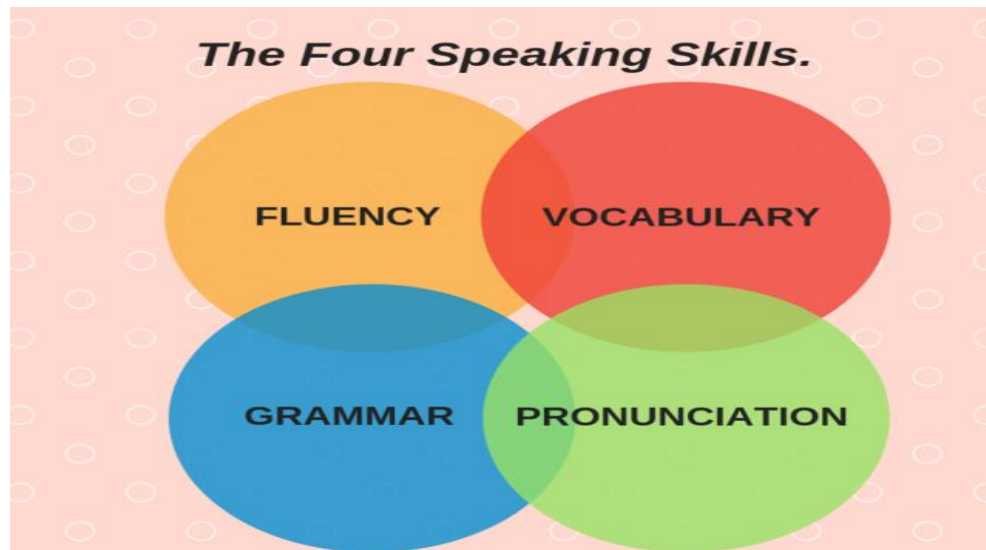 The Four Speaking Skills.
FLUENCY
VOCABULARY
GRAMMAR
PRONUNCIATION